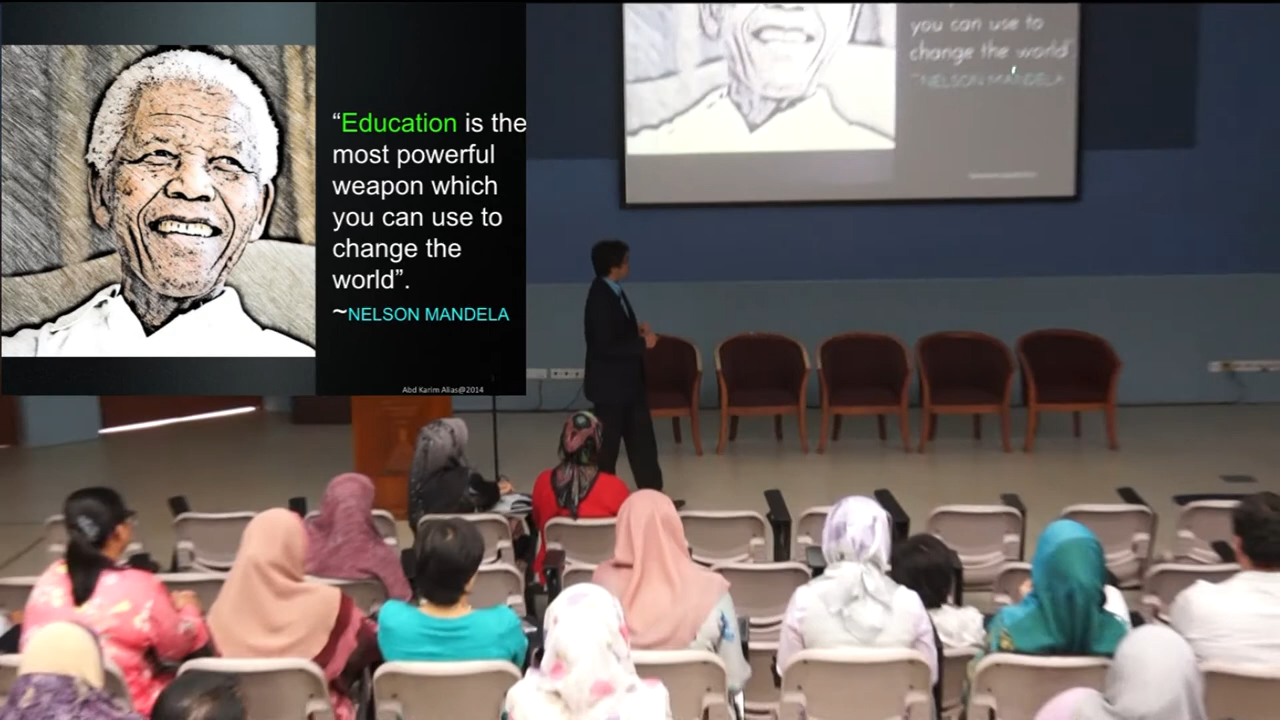 “Education is the
most powerful
weapon which
you can use to
change the
world”.
~NELSON MANDELA
Abd Karim Alias@2014
you can use to
change the world”
~NELSON MANDELA